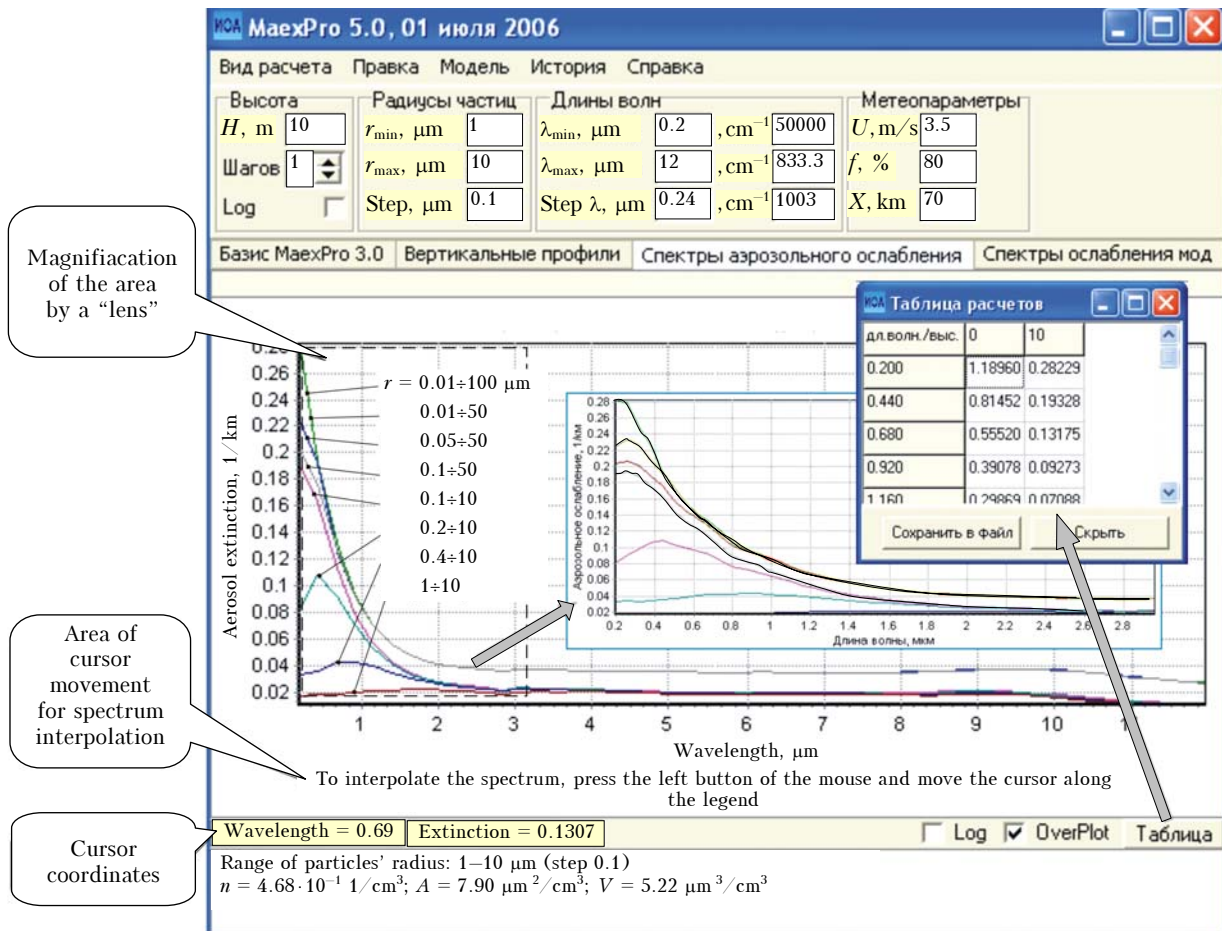 ИОА MaexPro 5.0, 01 июля 2006
Вид расчета Правка Модель История Справка
Высота Радиусы частиц Длины волн Метеопараметры
H, m 10 r_min, μm 1 λ_min, μm 0.2 , cm⁻¹ 50000 U, m/s 3.5
Шагов 1 r_max, μm 10 λ_max, μm 12 , cm⁻¹ 833.3 f, % 80
Log Step, μm 0.1 Step λ, μm 0.24 , cm⁻¹ 1003 X, km 70
Базис MaexPro 3.0 Вертикальные профили Спектры аэрозольного ослабления Спектры ослабления мод
Magnifiacation
of the area
by a “lens”
ИОА Таблица расчетов
дл.волн./выс. 0 10
0.200 1.18960 0.28229
0.440 0.81452 0.19328
0.680 0.55520 0.13175
0.920 0.39078 0.09273
1.160 0.29869 0.07088
Сохранить в файл Скрыть
Aerosol extinction, 1/km
0.28
0.26
0.24
0.22
0.2
0.18
0.16
0.14
0.12
0.1
0.08
0.06
0.04
0.02
r = 0.01÷100 μm
0.01÷50
0.05÷50
0.1÷50
0.1÷10
0.2÷10
0.4÷10
1÷10
Аэрозольное ослабление, 1/км
0.28
0.26
0.24
0.22
0.2
0.18
0.16
0.14
0.12
0.1
0.08
0.06
0.04
0.02
0.2 0.4 0.6 0.8 1 1.2 1.4 1.6 1.8 2 2.2 2.4 2.6 2.8
Длина волны, мкм
1 2 3 4 5 6 7 8 9 10
Wavelength, μm
Area of
cursor
movement
for spectrum
interpolation
To interpolate the spectrum, press the left button of the mouse and move the cursor along
the legend
Cursor
coordinates
Wavelength = 0.69 Extinction = 0.1307 Log OverPlot Таблица
Range of particles’ radius: 1–10 μm (step 0.1)
n = 4.68·10⁻¹ 1/cm³; A = 7.90 μm²/cm³; V = 5.22 μm³/cm³